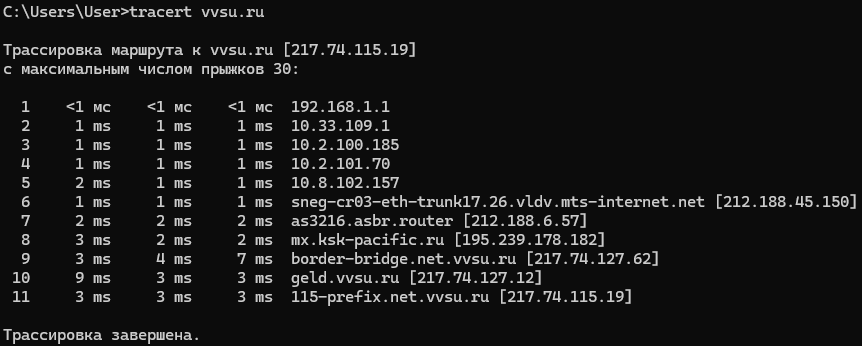 C:\Users\User>tracert vvsu.ru
Трассировка маршрута к vvsu.ru [217.74.115.19]
с максимальным числом прыжков 30:
1 <1 мс <1 мс <1 мс 192.168.1.1
2 1 ms 1 ms 1 ms 10.33.109.1
3 1 ms 1 ms 1 ms 10.2.100.185
4 1 ms 1 ms 1 ms 10.2.101.70
5 2 ms 1 ms 1 ms 10.8.102.157
6 1 ms 1 ms 1 ms sneg-cr03-eth-trunk17.26.vldv.mts-internet.net [212.188.45.150]
7 2 ms 2 ms 2 ms as3216.asbr.router [212.188.6.57]
8 3 ms 2 ms 2 ms mx.ksk-pacific.ru [195.239.178.182]
9 3 ms 4 ms 7 ms border-bridge.net.vvsu.ru [217.74.127.62]
10 9 ms 3 ms 3 ms geld.vvsu.ru [217.74.127.12]
11 3 ms 3 ms 3 ms 115-prefix.net.vvsu.ru [217.74.115.19]
Трассировка завершена.